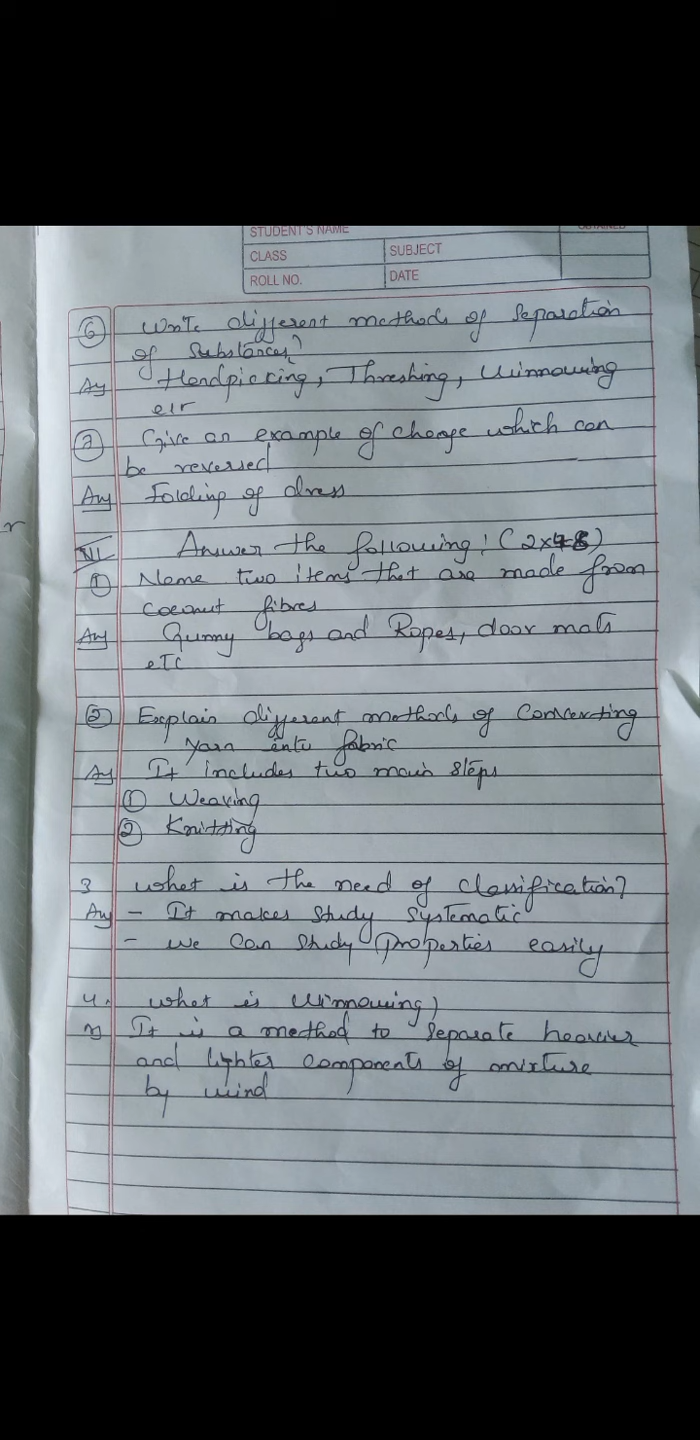 STUDENT'S NAME
OBTAINED
CLASS
SUBJECT
ROLL NO.
DATE
6 Write different methods of Separation
of Substances?
Ans Handpicking, Threshing, Winnowing
etc
7 Give an example of change which can
be reversed
Ans Folding of dress
VI Answer the following: (2x4=8)
1 Name two items that are made from
coconut fibres
Ans Gunny bags and Ropes, door mats
etc
2 Explain different methods of Converting
yarn into fabric
Ans It includes two main steps
1 Weaving
2 Knitting
3 what is the need of classification?
Ans - It makes study systematic
- we can study properties easily
4. what is winnowing?
It is a method to separate heavier
and lighter components of mixture
by wind